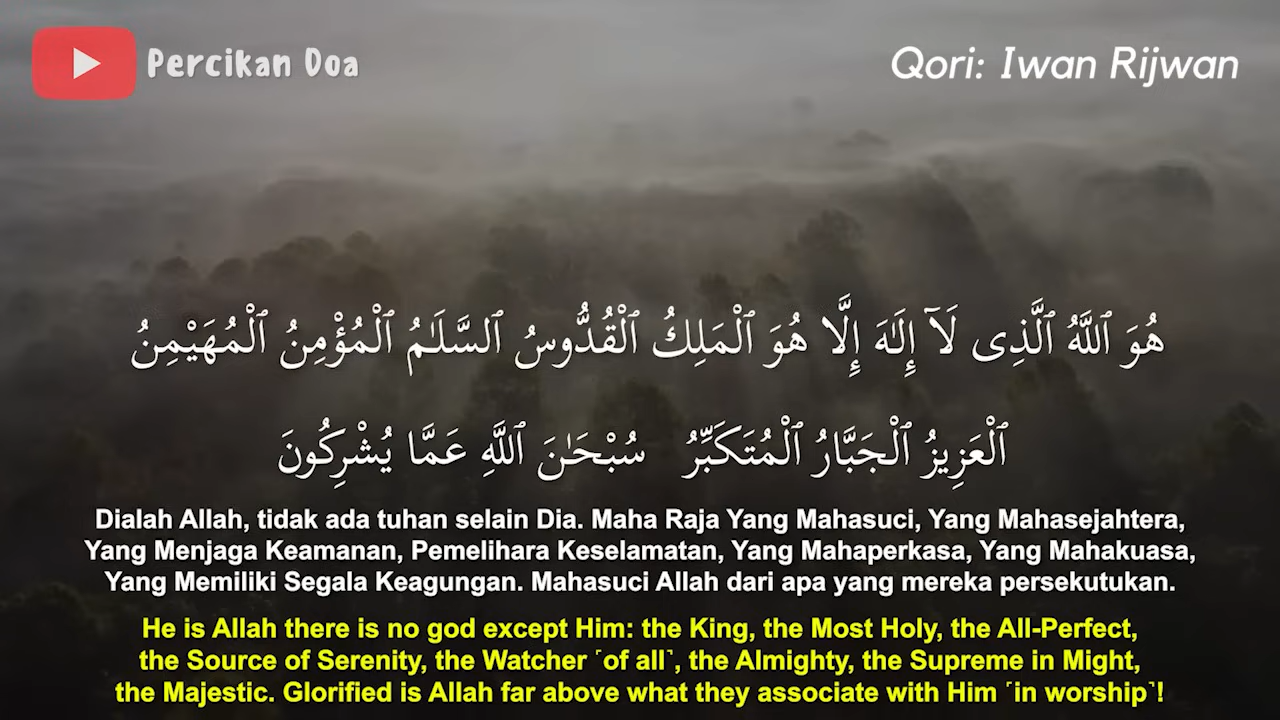 Percikan Doa
Qori: Iwan Rijwan
هُوَ ٱللَّهُ ٱلَّذِى لَآ إِلَـٰهَ إِلَّا هُوَ ٱلْمَلِكُ ٱلْقُدُّوسُ ٱلسَّلَـٰمُ ٱلْمُؤْمِنُ ٱلْمُهَيْمِنُ
ٱلْعَزِيزُ ٱلْجَبَّارُ ٱلْمُتَكَبِّرُ سُبْحَـٰنَ ٱللَّهِ عَمَّا يُشْرِكُونَ
Dialah Allah, tidak ada tuhan selain Dia. Maha Raja Yang Mahasuci, Yang Mahasejahtera,
Yang Menjaga Keamanan, Pemelihara Keselamatan, Yang Mahaperkasa, Yang Mahakuasa,
Yang Memiliki Segala Keagungan. Mahasuci Allah dari apa yang mereka persekutukan.
He is Allah there is no god except Him: the King, the Most Holy, the All-Perfect,
the Source of Serenity, the Watcher ˹of all˺, the Almighty, the Supreme in Might,
the Majestic. Glorified is Allah far above what they associate with Him ˹in worship˺!